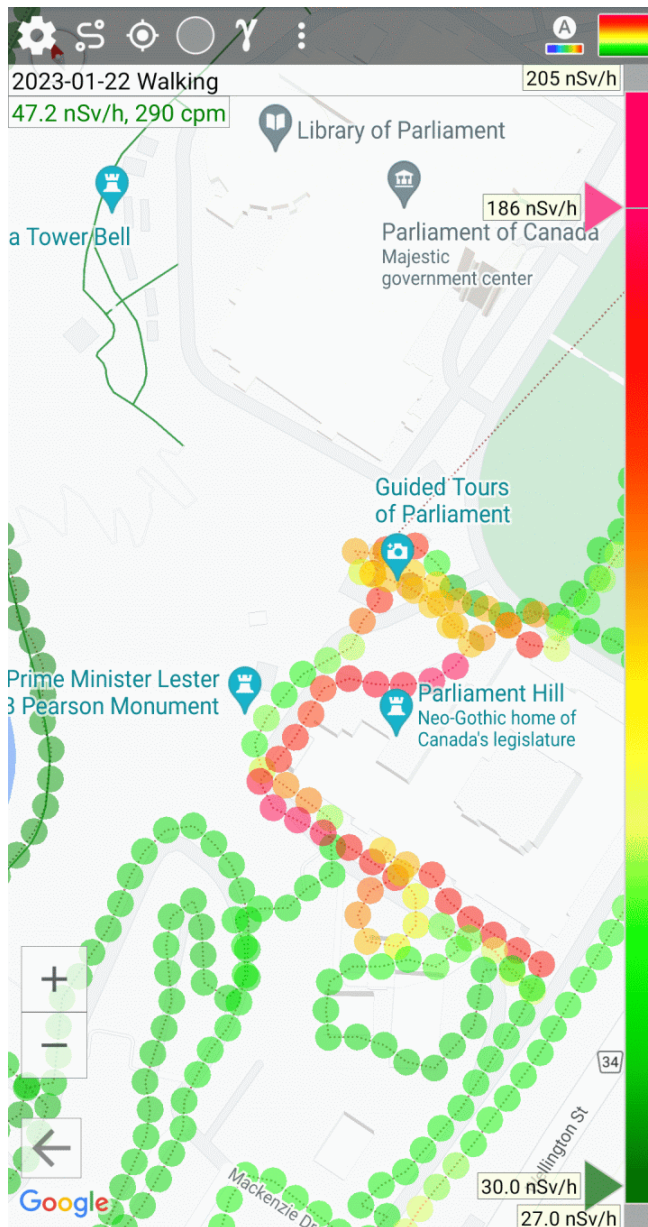 A
2023-01-22 Walking
205 nSv/h
47.2 nSv/h, 290 cpm
Library of Parliament
186 nSv/h
a Tower Bell
Parliament of Canada
Majestic
government center
Guided Tours
of Parliament
Prime Minister Lester
B Pearson Monument
Parliament Hill
Neo-Gothic home of
Canada's legislature
+
−
34
ellington St
Mackenzie
30.0 nSv/h
Google
27.0 nSv/h